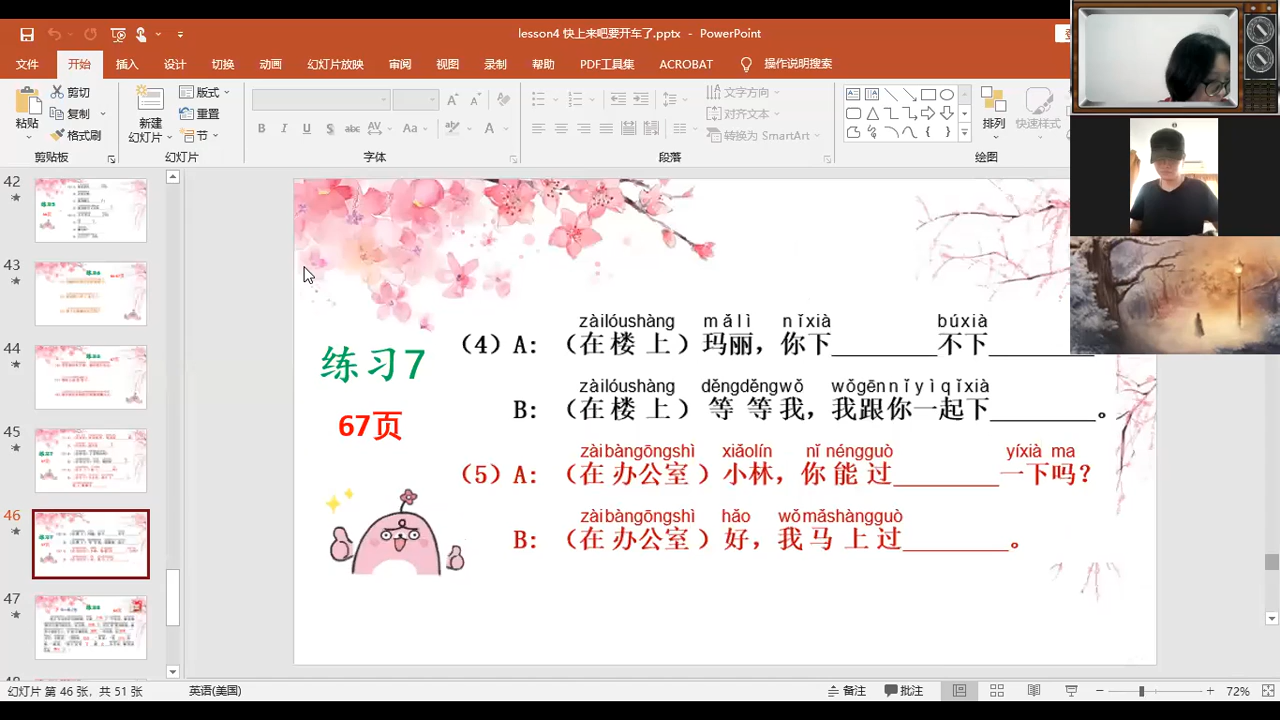 lesson4 快上来吧要开车了.pptx - PowerPoint
文件 开始 插入 设计 切换 动画 幻灯片放映 审阅 视图 录制 帮助 PDF工具集 ACROBAT 操作说明搜索
粘贴 剪切 复制 格式刷 新建 幻灯片 版式 重置 节 B I U S abc AV Aa A 文字方向 对齐文本 转换为 SmartArt 排列 快速样式
剪贴板 幻灯片 字体 段落 绘图
42
43
44
45
46
47
zàilóushàng mǎlì nǐxià búxià
(4) A: (在楼上)玛丽,你下________不下________
zàilóushàng děngděngwǒ wǒgēnnǐyìqǐxià
B: (在楼上) 等等我,我跟你一起下________。
练习7
67页
zàibàngōngshì xiǎolín nǐ néngguò yíxià ma
(5) A: (在办公室)小林,你能过________一下吗?
zàibàngōngshì hǎo wǒmǎshàngguò
B: (在办公室)好,我马上过________。
幻灯片 第 46 张,共 51 张 英语(美国) 备注 批注 72%